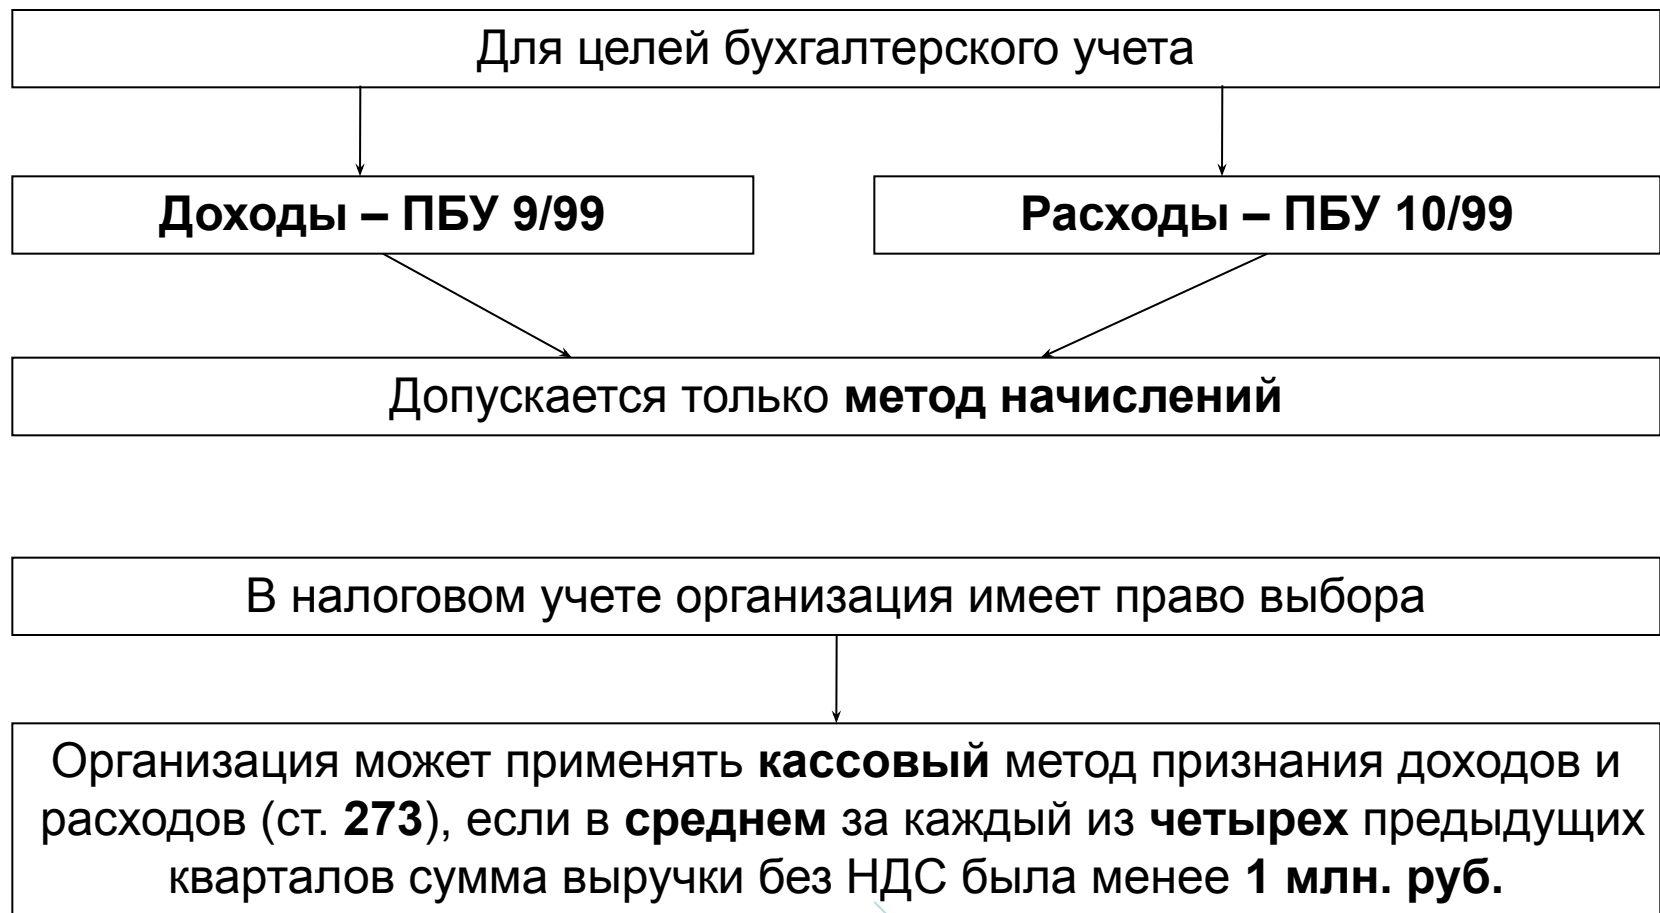 Для целей бухгалтерского учета
Доходы – ПБУ 9/99
Расходы – ПБУ 10/99
Допускается только метод начислений
В налоговом учете организация имеет право выбора
Организация может применять кассовый метод признания доходов и
расходов (ст. 273), если в среднем за каждый из четырех предыдущих
кварталов сумма выручки без НДС была менее 1 млн. руб.